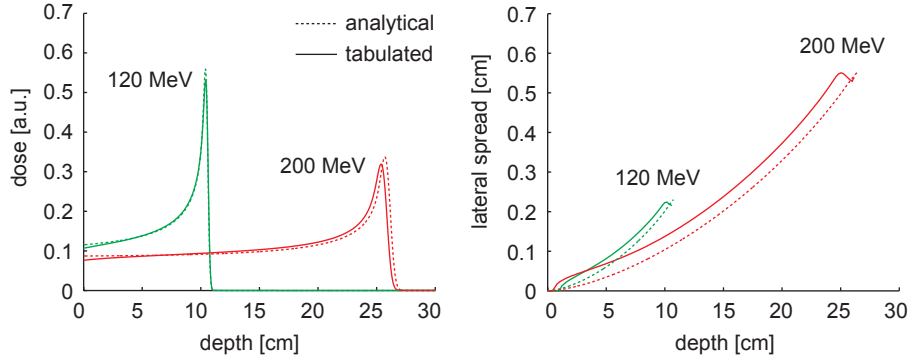 analytical
tabulated
120 MeV
200 MeV
dose [a.u.]
0.7
0.6
0.5
0.4
0.3
0.2
0.1
0
0 5 10 15 20 25 30
depth [cm]
200 MeV
120 MeV
lateral spread [cm]
0.7
0.6
0.5
0.4
0.3
0.2
0.1
0
0 5 10 15 20 25 30
depth [cm]